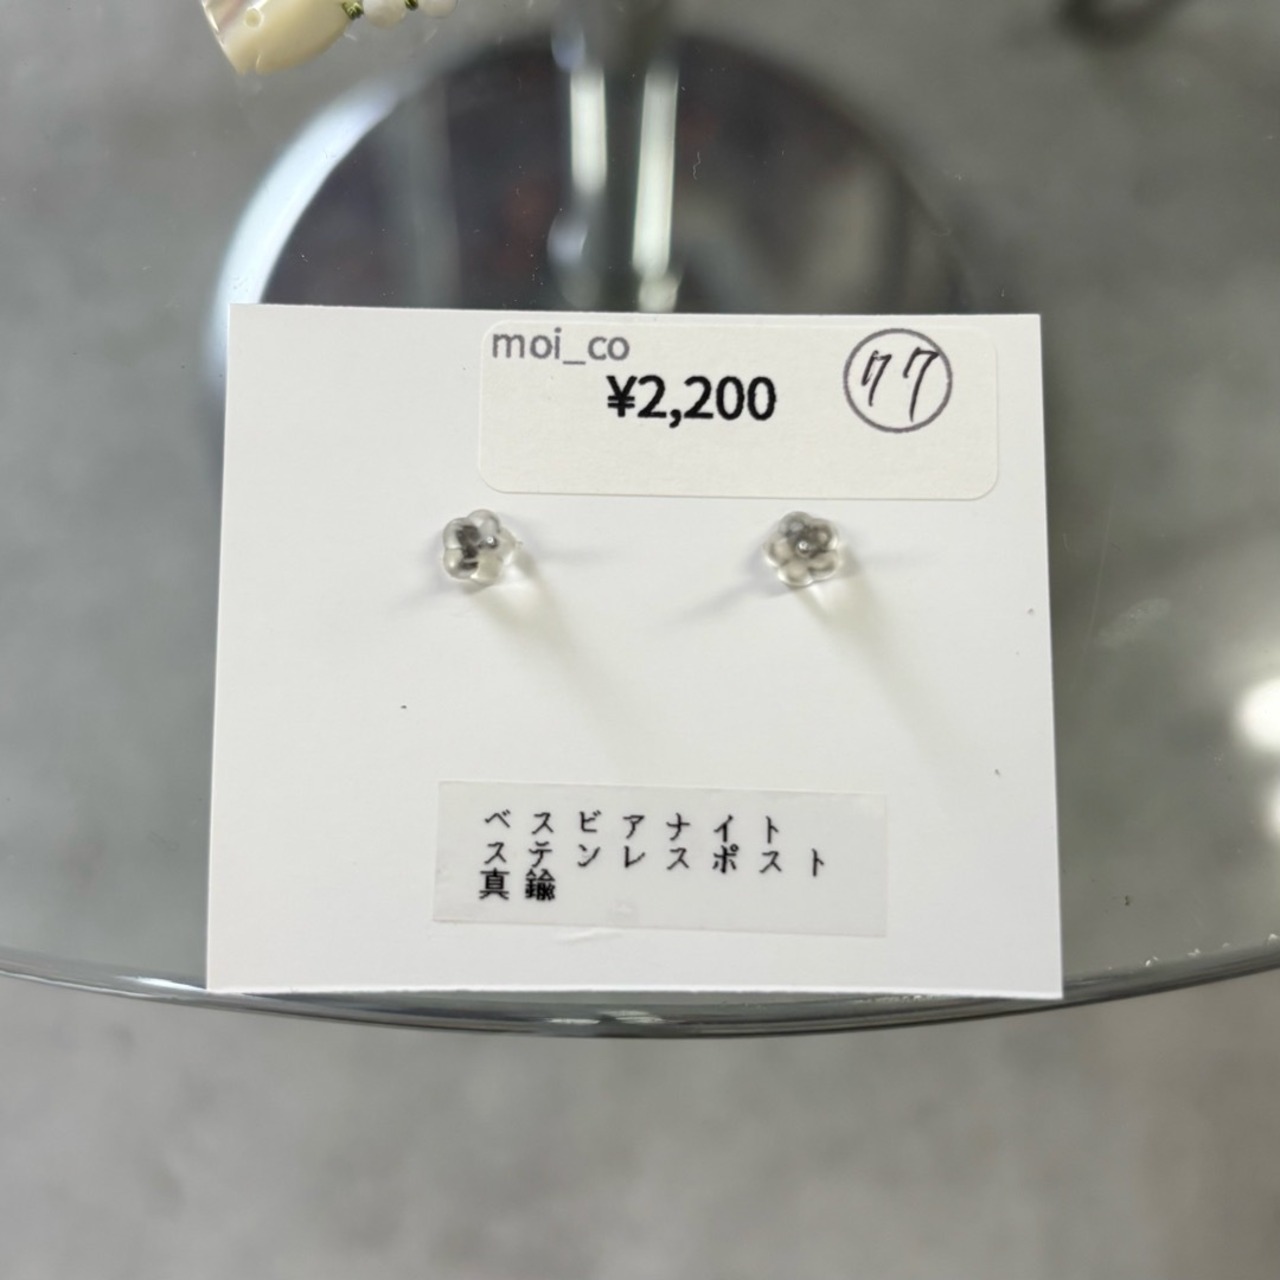 moi_co
¥2,200
77
ベスビアナイト
ステンレスポスト
真鍮